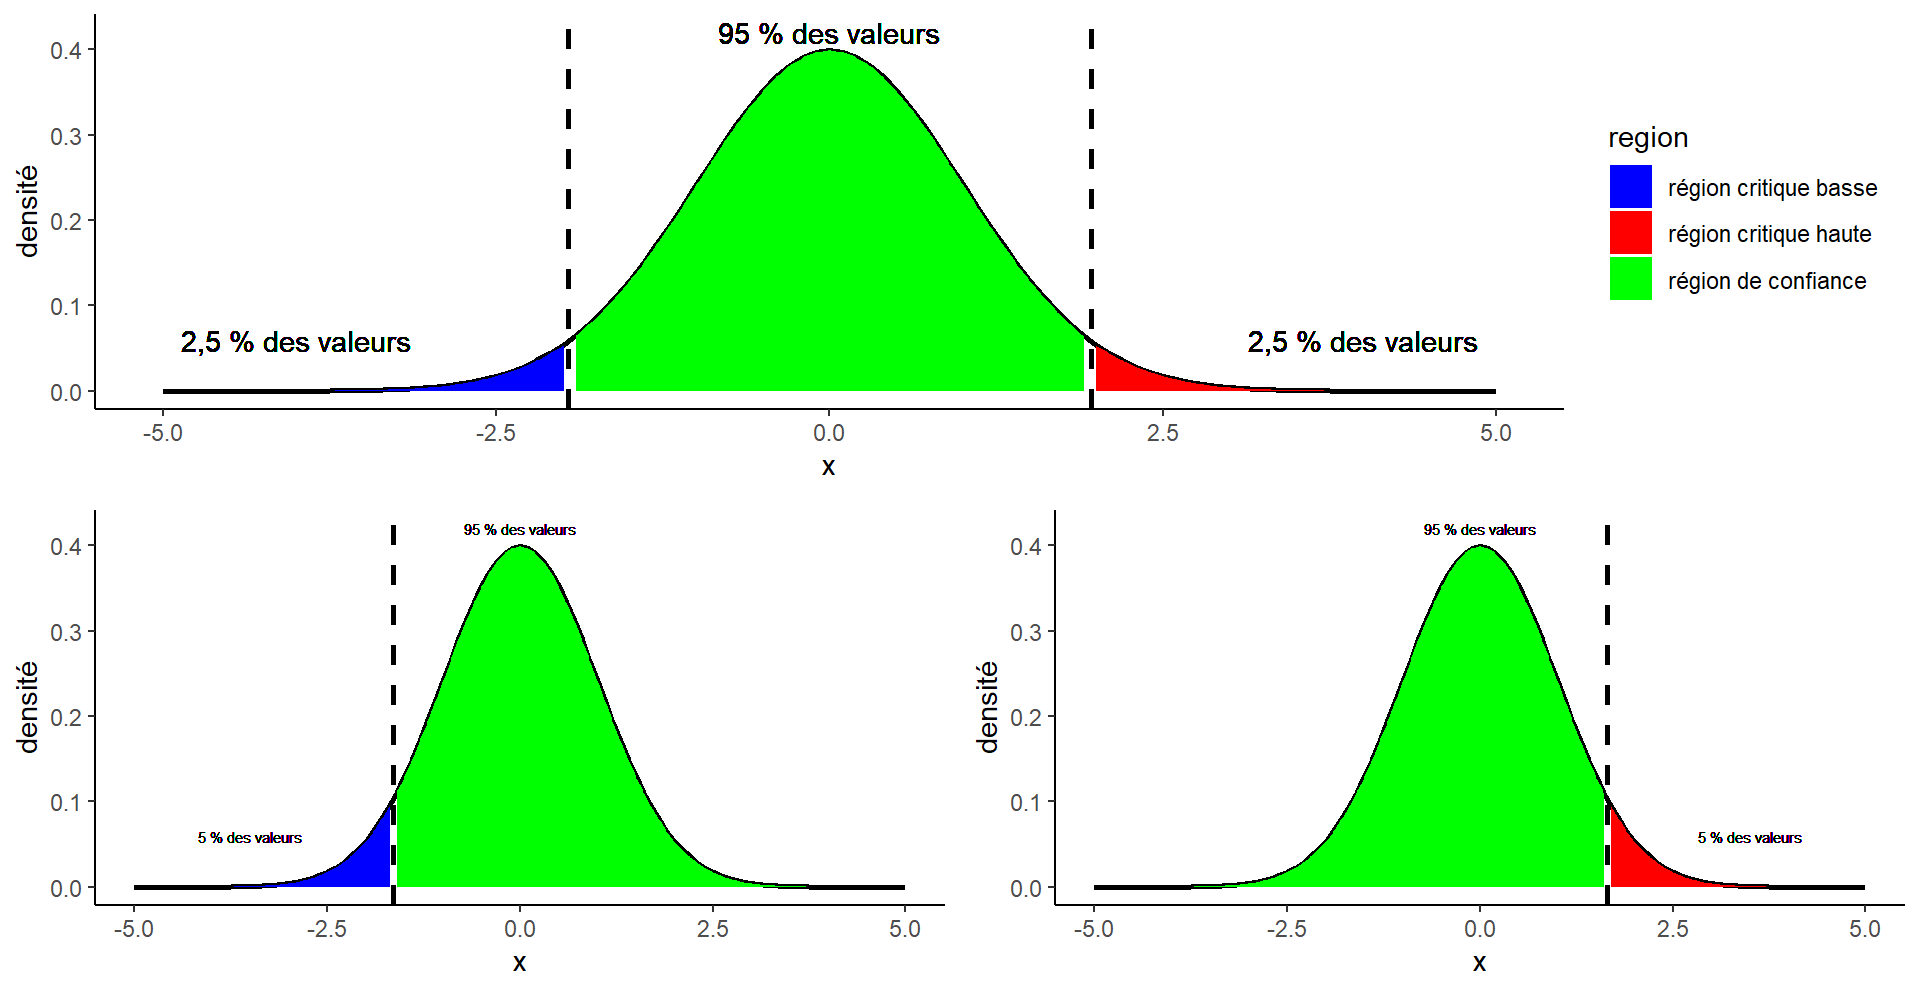 95 % des valeurs
0.4
0.3
0.2
0.1
0.0
densité
2,5 % des valeurs
2,5 % des valeurs
-5.0
-2.5
0.0
2.5
5.0
x
region
région critique basse
région critique haute
région de confiance
95 % des valeurs
0.4
0.3
0.2
0.1
0.0
densité
5 % des valeurs
-5.0
-2.5
0.0
2.5
5.0
x
95 % des valeurs
0.4
0.3
0.2
0.1
0.0
densité
5 % des valeurs
-5.0
-2.5
0.0
2.5
5.0
x